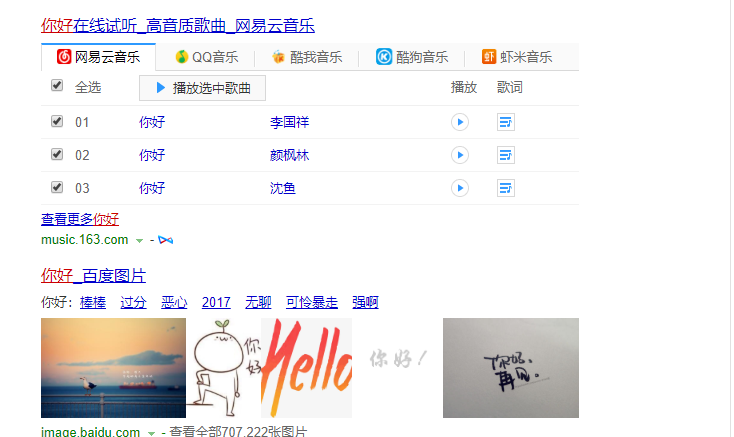 你好在线试听_高音质歌曲_网易云音乐
网易云音乐 QQ音乐 酷我音乐 酷狗音乐 虾 虾米音乐
全选 播放选中歌曲 播放 歌词
01 你好 李国祥
02 你好 颜枫林
03 你好 沈鱼
查看更多你好
music.163.com -
你好_百度图片
你好: 棒棒 过分 恶心 2017 无聊 可怜暴走 强啊
你好
Hello
你好!
你好。
再见。
image.baidu.com - 查看全部707,222张图片